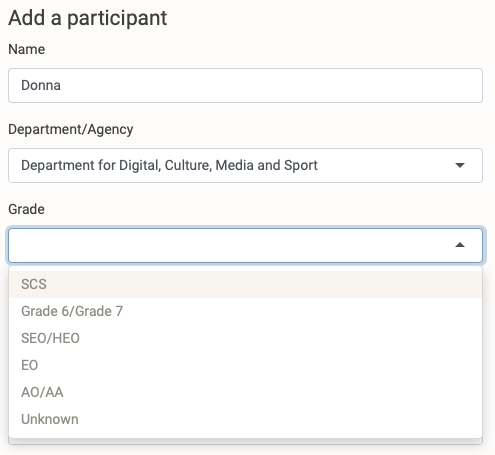 Add a participant
Name
Donna
Department/Agency
Department for Digital, Culture, Media and Sport
Grade
SCS
Grade 6/Grade 7
SEO/HEO
EO
AO/AA
Unknown